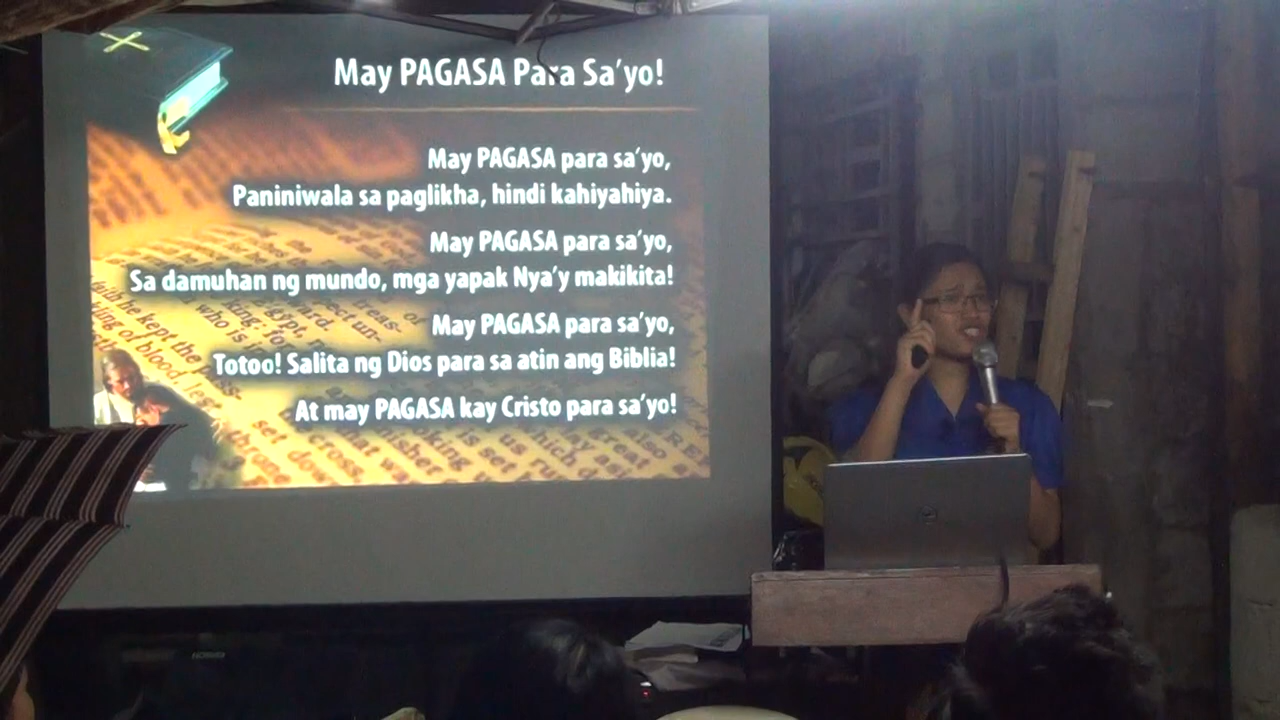 May PAGASA Para Sa'yo!
May PAGASA para sa'yo,
Paniniwala sa paglikha, hindi kahiyahiya.
May PAGASA para sa'yo,
Sa damuhan ng mundo, mga yapak Nya'y makikita!
May PAGASA para sa'yo,
Totoo! Salita ng Dios para sa atin ang Biblia!
At may PAGASA kay Cristo para sa'yo!
DELL